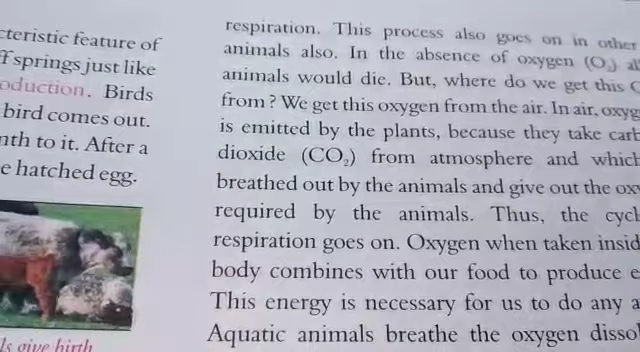 cteristic feature of
ff springs just like
oduction. Birds
bird comes out.
nth to it. After a
e hatched egg.
ls give birth
respiration. This process also goes on in other
animals also. In the absence of oxygen (O₂) al
animals would die. But, where do we get this
from ? We get this oxygen from the air. In air, oxyg
is emitted by the plants, because they take carb
dioxide (CO₂) from atmosphere and which
breathed out by the animals and give out the ox
required by the animals. Thus, the cycl
respiration goes on. Oxygen when taken insid
body combines with our food to produce e
This energy is necessary for us to do any a
Aquatic animals breathe the oxygen disso